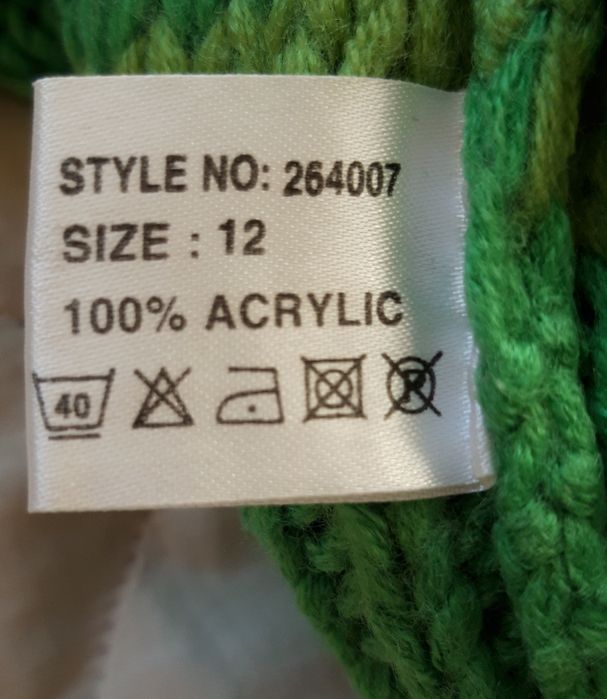 STYLE NO: 264007
SIZE : 12
100% ACRYLIC
40 P